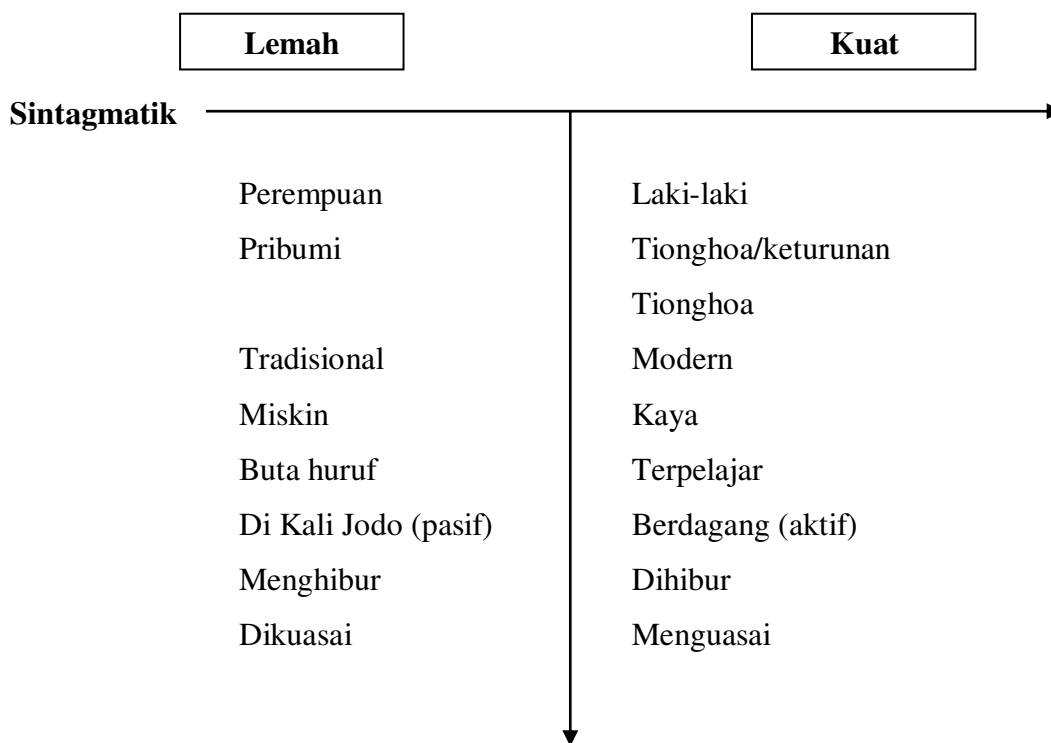 Lemah Kuat
Sintagmatik
Perempuan Laki-laki
Pribumi Tionghoa/keturunan
Tionghoa
Tradisional Modern
Miskin Kaya
Buta huruf Terpelajar
Di Kali Jodo (pasif) Berdagang (aktif)
Menghibur Dihibur
Dikuasai Menguasai